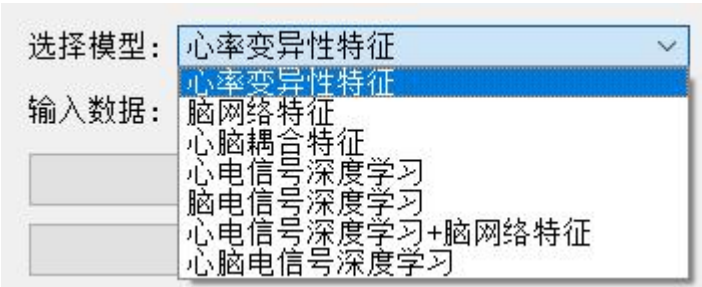 选择模型: 心率变异性特征
心率变异性特征
输入数据:
脑网络特征
心脑耦合特征
心电信号深度学习
脑电信号深度学习
心电信号深度学习+脑网络特征
心脑电信号深度学习